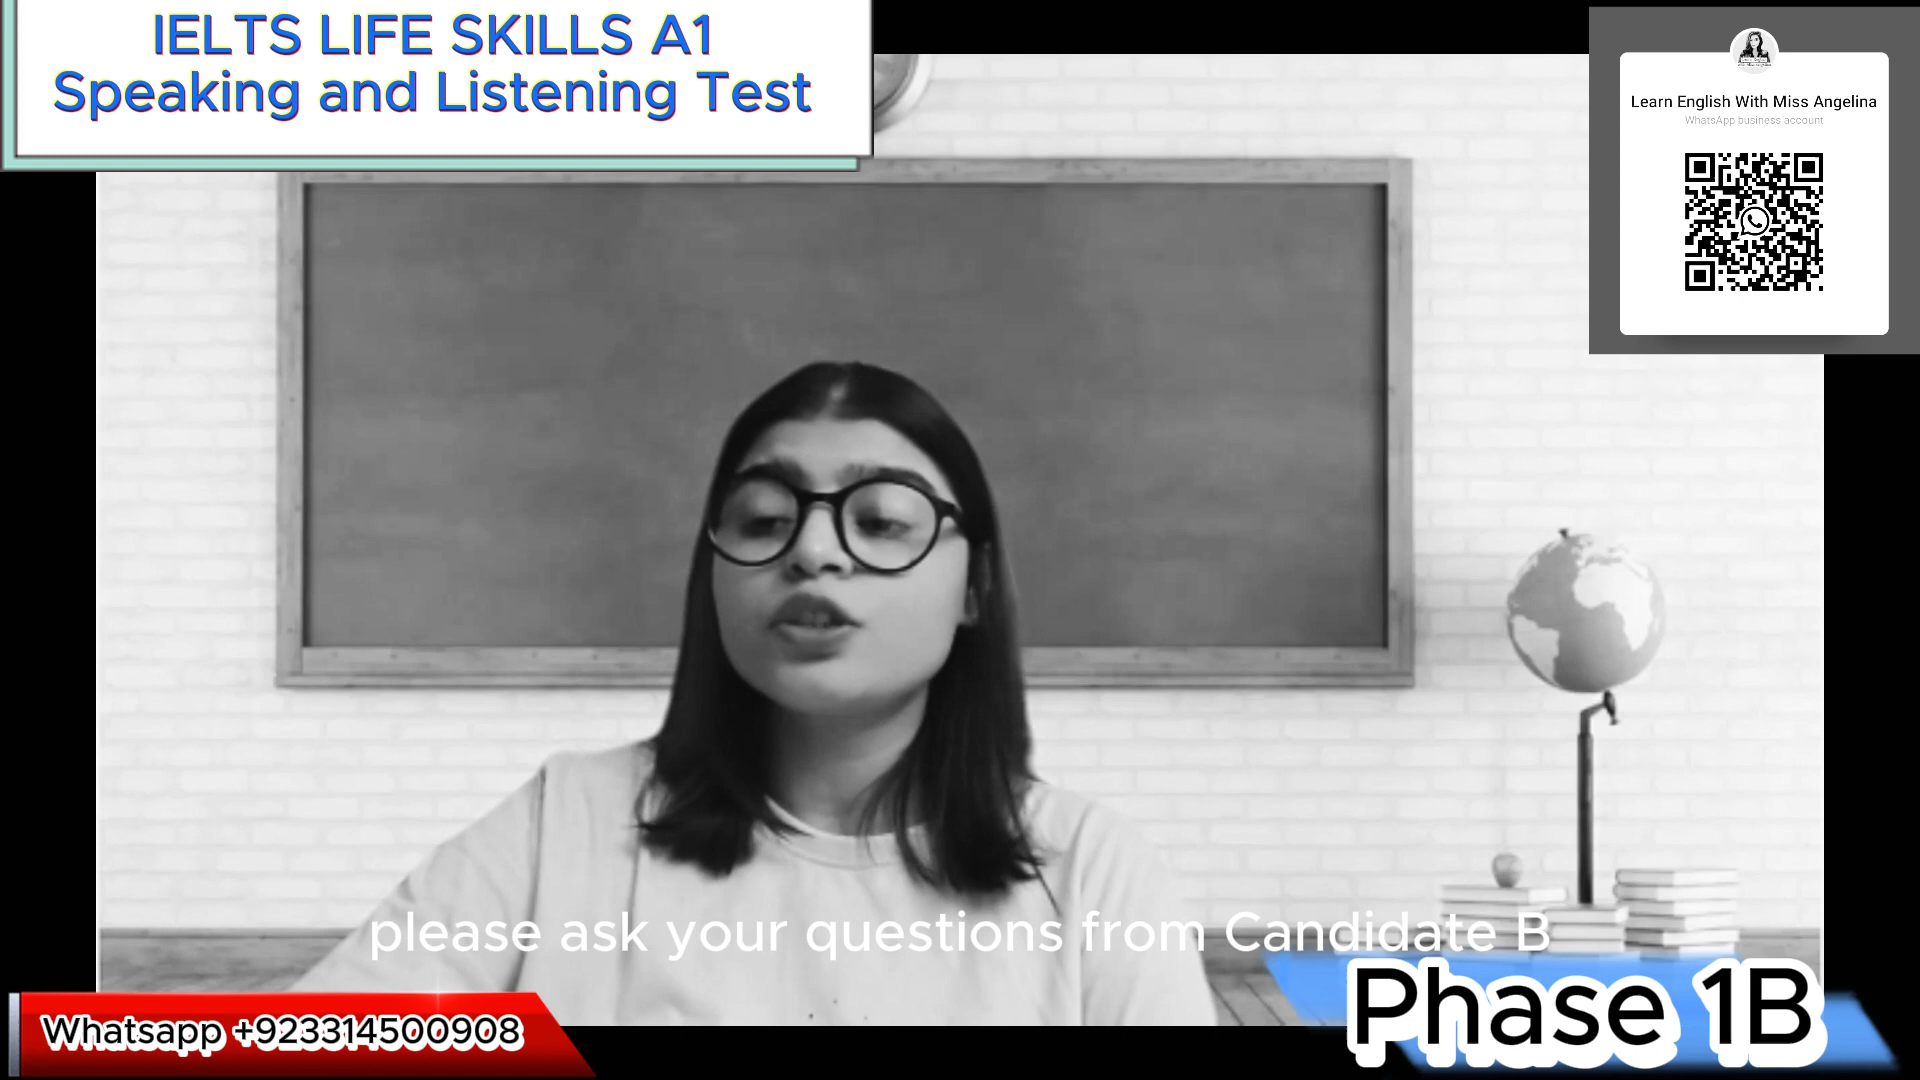 IELTS LIFE SKILLS A1
Speaking and Listening Test
Learn English With Miss Angelina
WhatsApp business account
please ask your questions from Candidate B
Phase 1B
Whatsapp +923314500908